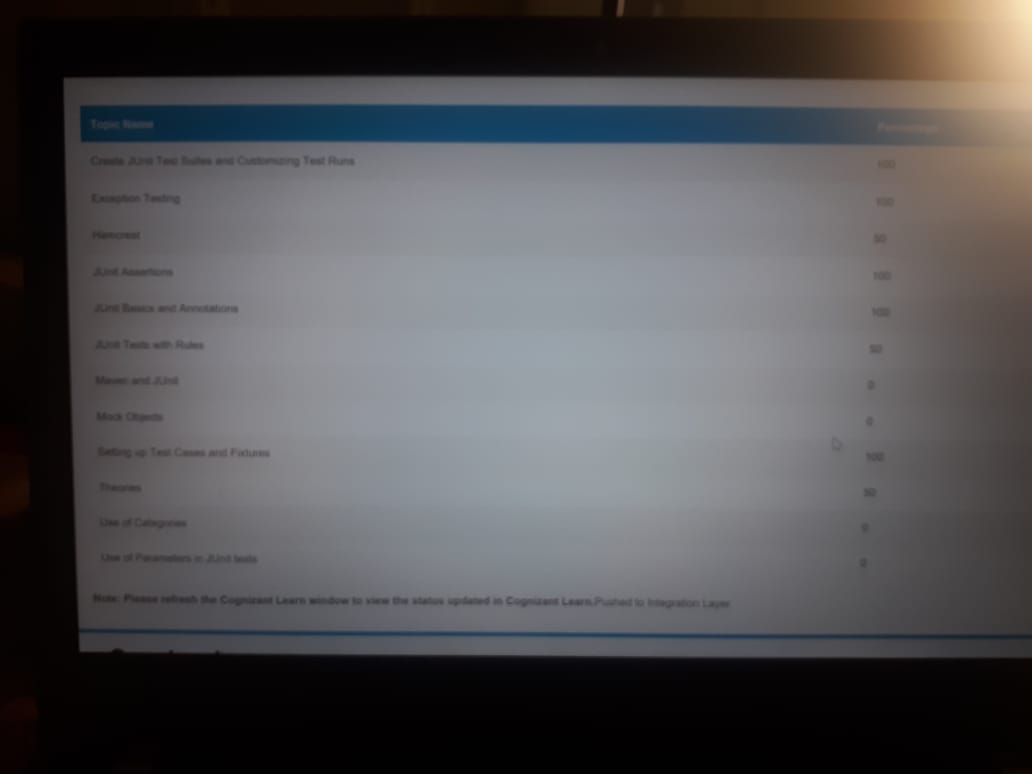 Topic Name Percentage
Create JUnit Test Suites and Customizing Test Runs 100
Exception Testing 100
Hamcrest 50
JUnit Assertions 100
JUnit Basics and Annotations 100
JUnit Tests with Rules 50
Maven and JUnit 0
Mock Objects 0
Setting up Test Cases and Fixtures 100
Theories 50
Use of Categories 0
Use of Parameters in JUnit tests 0
Note: Please refresh the Cognizant Learn window to view the status updated in Cognizant Learn.Pushed to Integration Layer